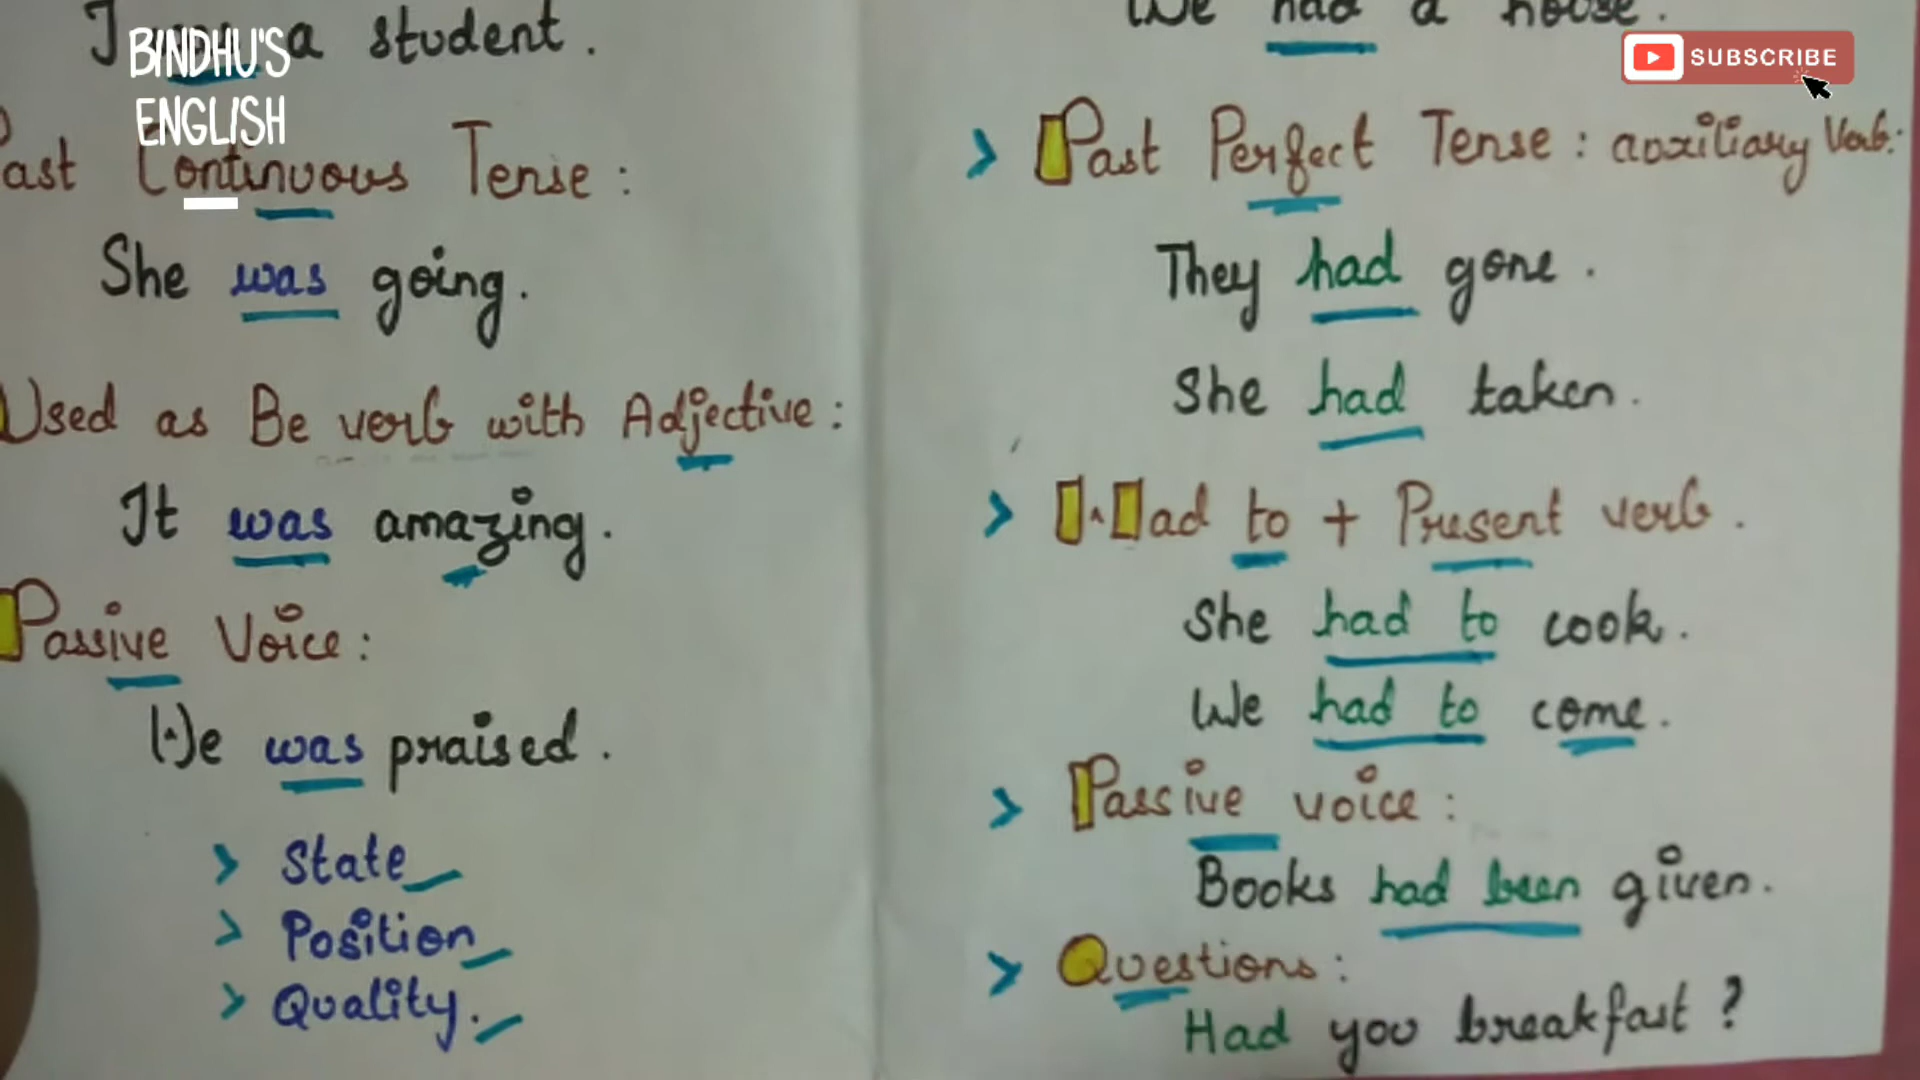 I a student.
BINDHU'S
ENGLISH
ast Continuous Tense:
She was going.
Used as Be verb with Adjective:
It was amazing.
Passive Voice:
He was praised.
> State
> Position
> Quality.
We had a house.
SUBSCRIBE
> Past Perfect Tense: auxiliary Verb:
They had gone.
She had taken.
> Had to + Present verb.
She had to cook.
We had to come.
> Passive voice:
Books had been given.
> Questions:
Had you breakfast?